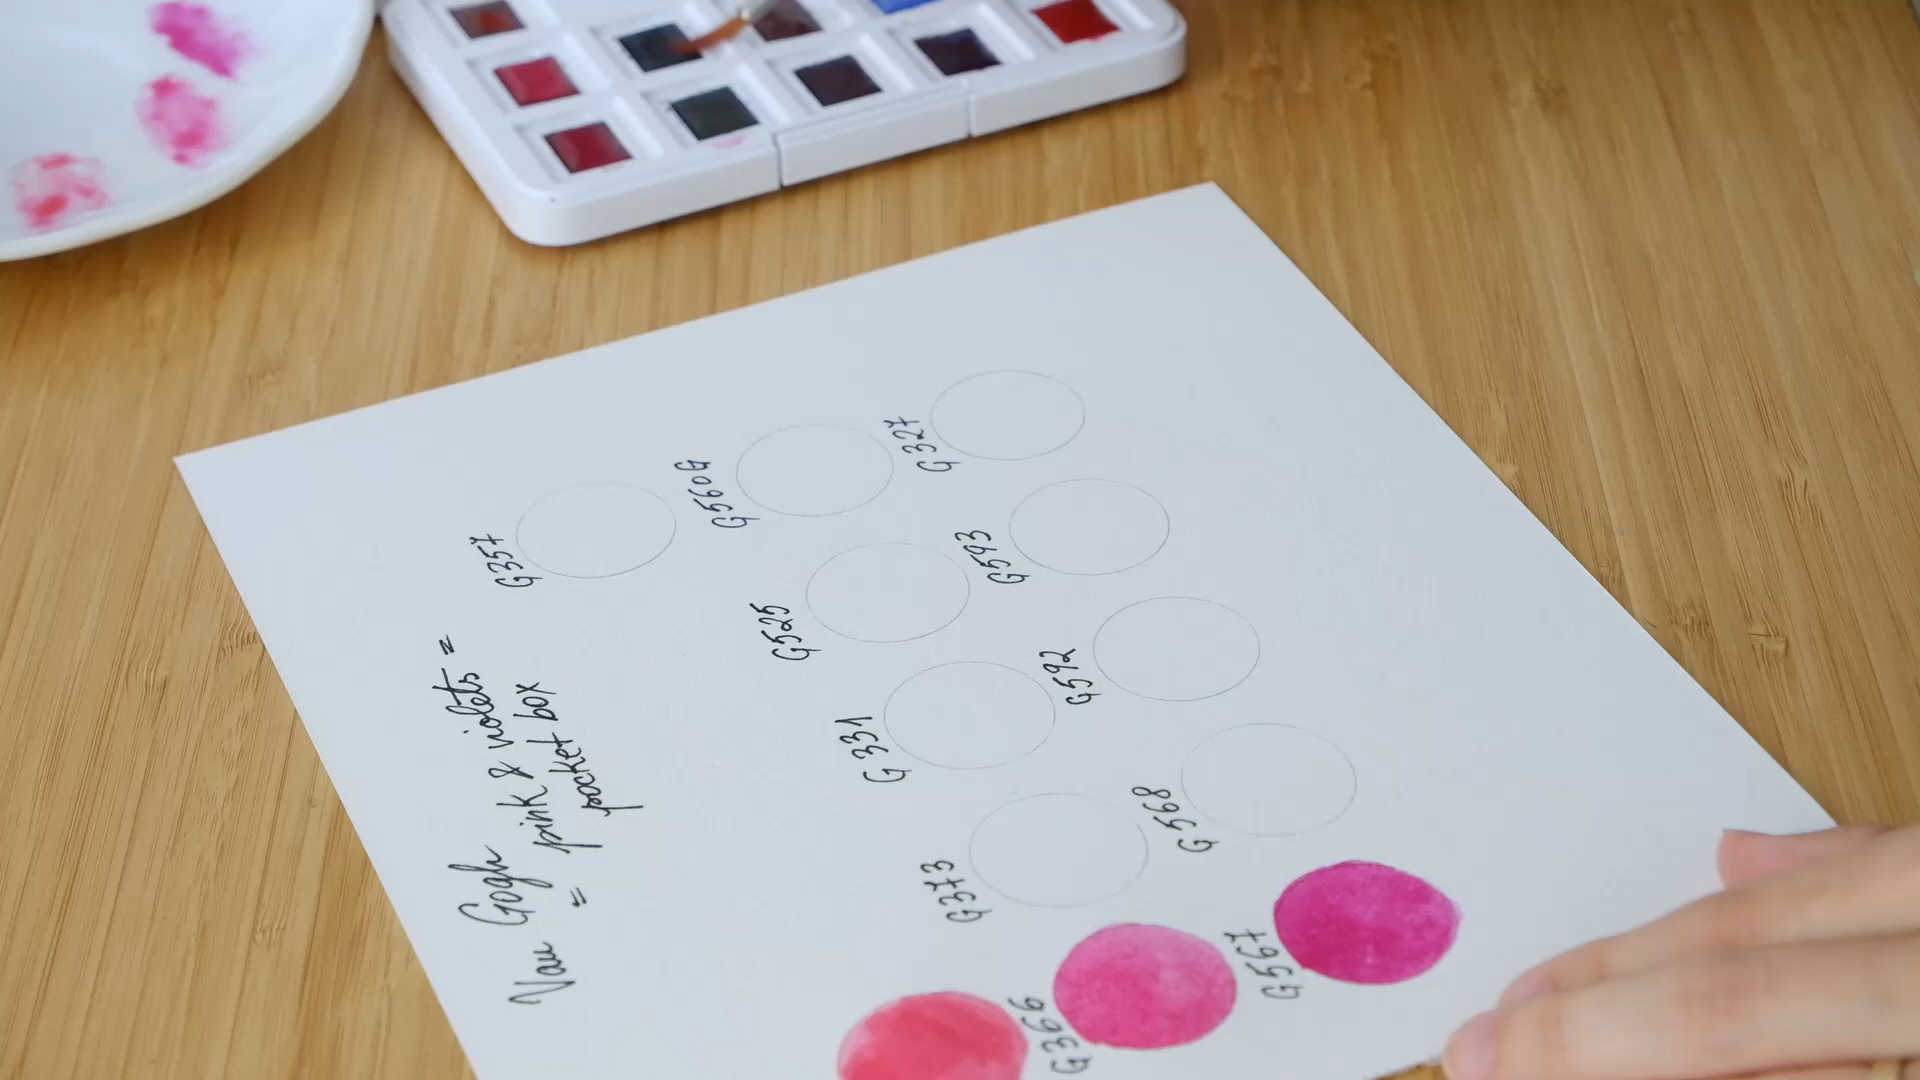 Van Gogh
= pink & violets =
pocket box
G357
G366 G373 G331 G525 G560G
G567 G568 G592 G593 G327